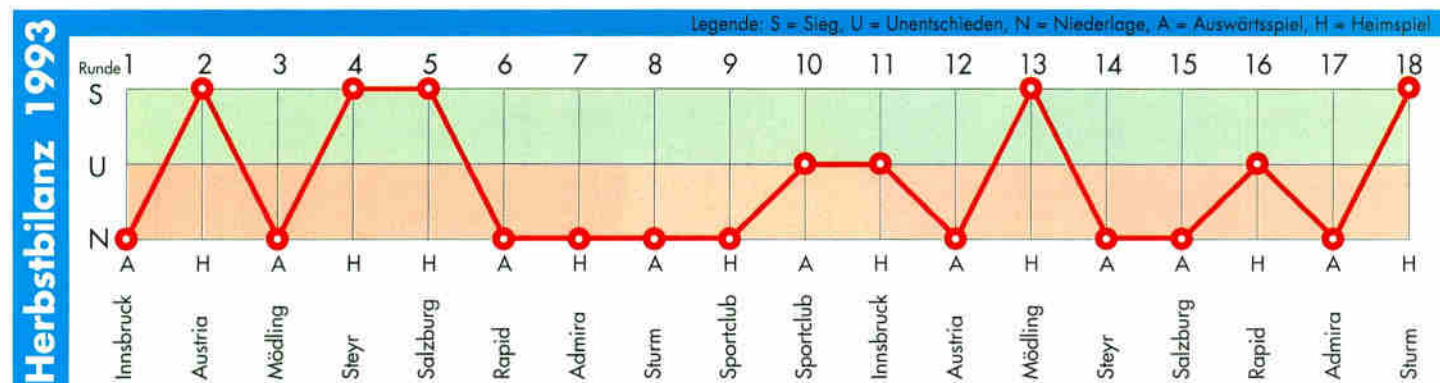 Herbstbilanz 1993
Legende: S = Sieg, U = Unentschieden, N = Niederlage, A = Auswärtsspiel, H = Heimspiel
Runde 1 2 3 4 5 6 7 8 9 10 11 12 13 14 15 16 17 18
S
U
N
A H A H H A H A H A H A H A A H A H
Innsbruck Austria Mödling Steyr Salzburg Rapid Admira Sturm Sportclub Sportclub Innsbruck Austria Mödling Steyr Salzburg Rapid Admira Sturm